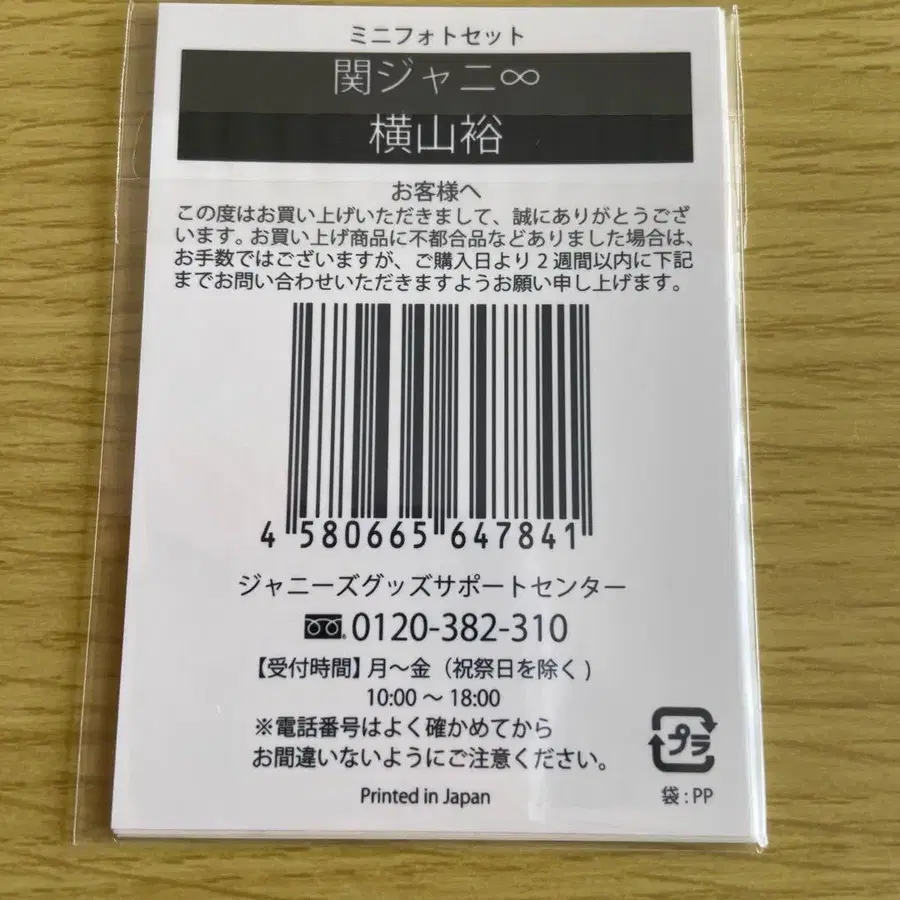 ミニフォトセット
関ジャニ∞
横山裕
お客様へ
この度はお買い上げいただきまして、誠にありがとうござ
います。お買い上げ商品に不都合品などありました場合は、
お手数ではございますが、ご購入日より 2 週間以内に下記
までお問い合わせいただきますようお願い申し上げます。
4 580665 647841
ジャニーズグッズサポートセンター
0120-382-310
【受付時間】月～金（祝祭日を除く)
10:00 ～ 18:00
※電話番号はよく確かめてから
お間違いないようにご注意ください。
プラ
袋 : PP
Printed in Japan